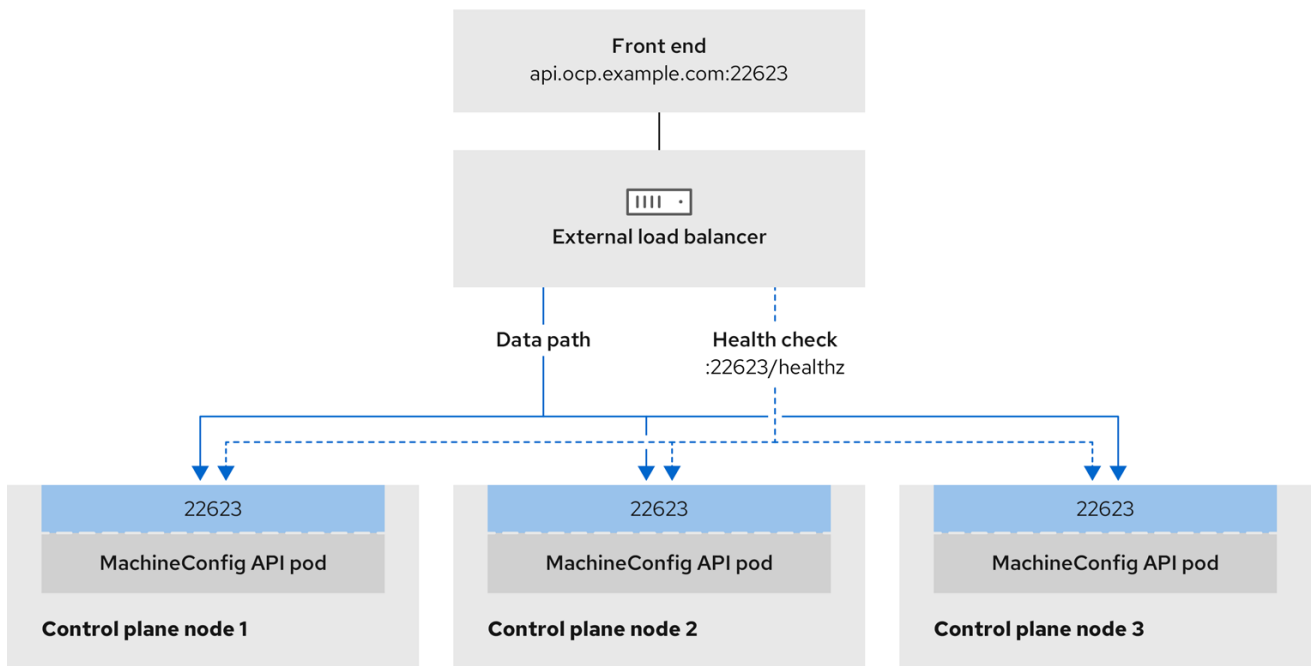 Front end
api.ocp.example.com:22623
External load balancer
Data path
Health check
:22623/healthz
22623
22623
22623
MachineConfig API pod
MachineConfig API pod
MachineConfig API pod
Control plane node 1
Control plane node 2
Control plane node 3